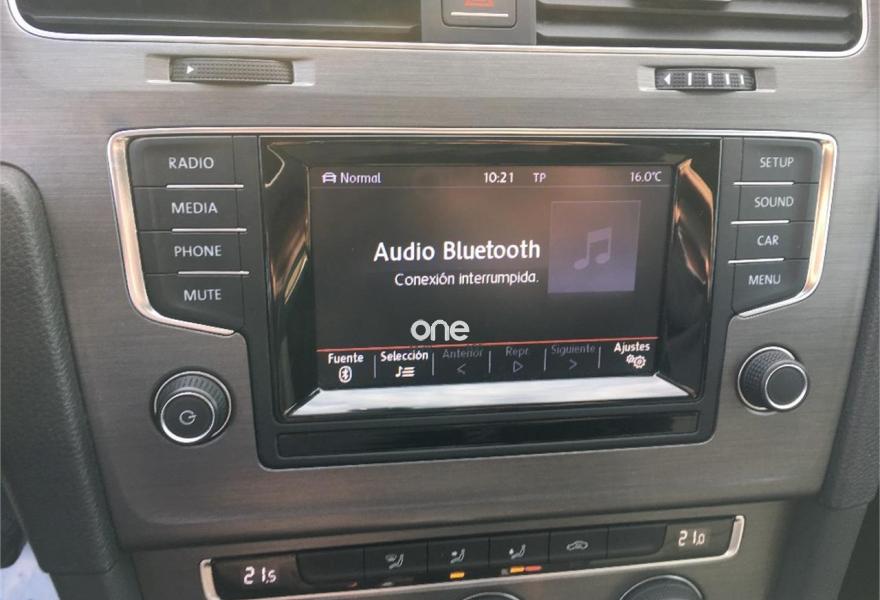 RADIO
MEDIA
PHONE
MUTE
Normal 10:21 TP 16.0°C
Audio Bluetooth
Conexión interrumpida.
one
Fuente Selección Anterior Repr. Siguiente Ajustes
SETUP
SOUND
CAR
MENU
21,5
21,0